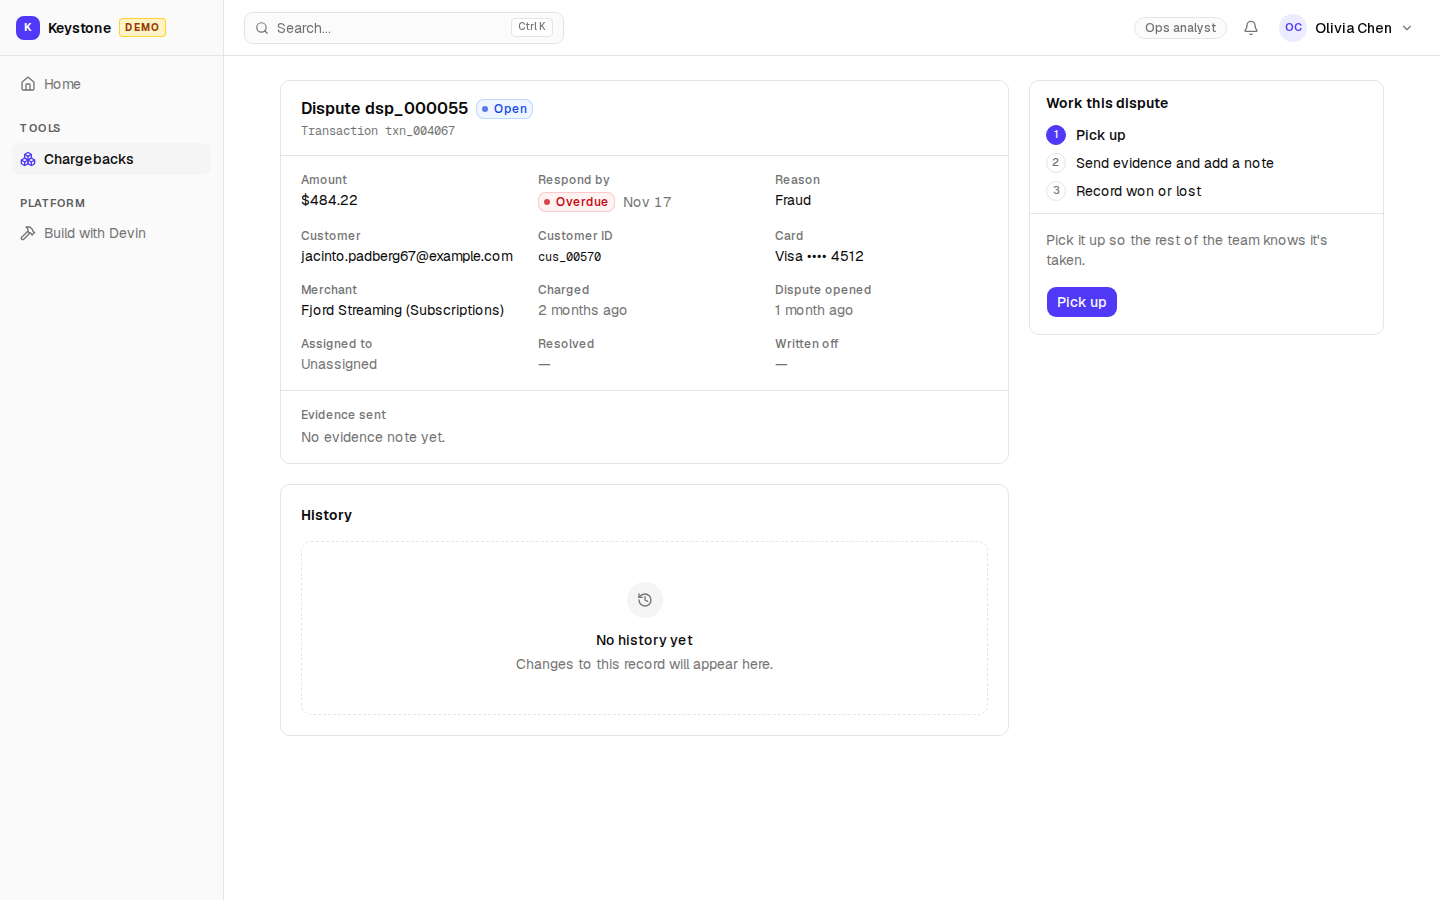 K Keystone DEMO
Search... Ctrl K
Ops analyst
OC Olivia Chen
Home
TOOLS
Chargebacks
PLATFORM
Build with Devin
Dispute dsp_000055 Open
Transaction txn_004067
Amount Respond by Reason
$484.22 Overdue Nov 17 Fraud
Customer Customer ID Card
jacinto.padberg67@example.com cus_00570 Visa •••• 4512
Merchant Charged Dispute opened
Fjord Streaming (Subscriptions) 2 months ago 1 month ago
Assigned to Resolved Written off
Unassigned — —
Evidence sent
No evidence note yet.
History
No history yet
Changes to this record will appear here.
Work this dispute
1 Pick up
2 Send evidence and add a note
3 Record won or lost
Pick it up so the rest of the team knows it's
taken.
Pick up